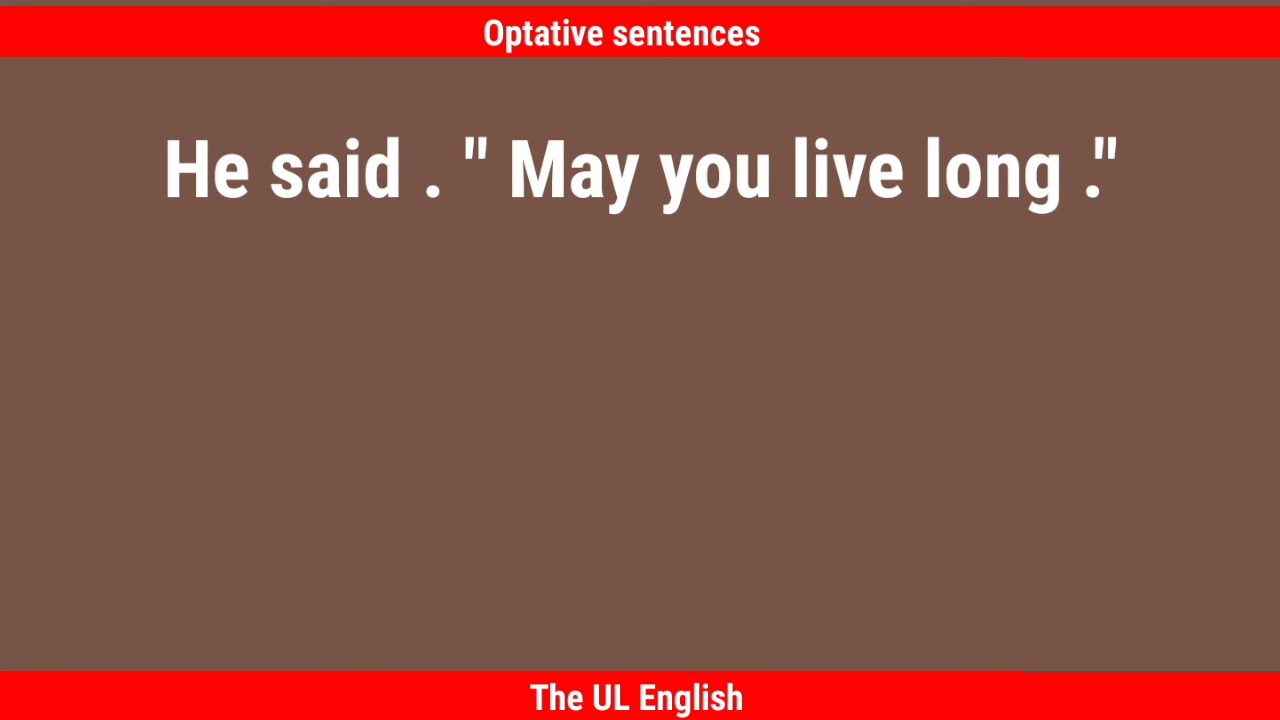 Optative sentences
He said . " May you live long ."
The UL English